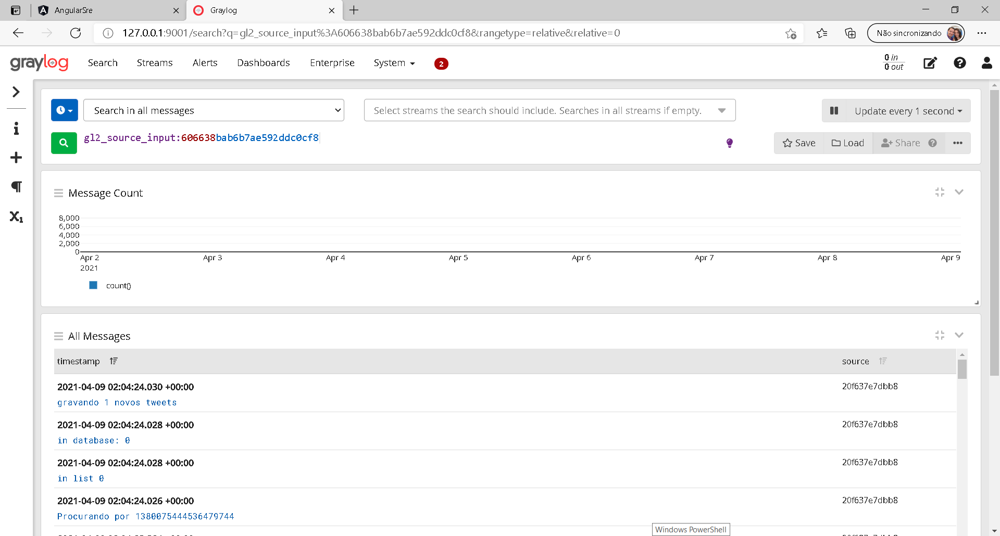 AngularSre
Graylog
127.0.0.1:9001/search?q=gl2_source_input%3A606638bab6b7ae592ddc0cf8&rangetype=relative&relative=0
Não sincronizando
graylog
Search
Streams
Alerts
Dashboards
Enterprise
System
2
0 in
0 out
Search in all messages
Select streams the search should include. Searches in all streams if empty.
Update every 1 second
gl2_source_input:606638bab6b7ae592ddc0cf8
Save
Load
Share
Message Count
8,000
6,000
4,000
2,000
0
Apr 2
2021
Apr 3
Apr 4
Apr 5
Apr 6
Apr 7
Apr 8
Apr 9
count()
All Messages
timestamp
source
2021-04-09 02:04:24.030 +00:00
20f637e7dbb8
gravando 1 novos tweets
2021-04-09 02:04:24.028 +00:00
20f637e7dbb8
in database: 0
2021-04-09 02:04:24.028 +00:00
20f637e7dbb8
in list 0
2021-04-09 02:04:24.026 +00:00
20f637e7dbb8
Procurando por 1380075444536479744
Windows PowerShell